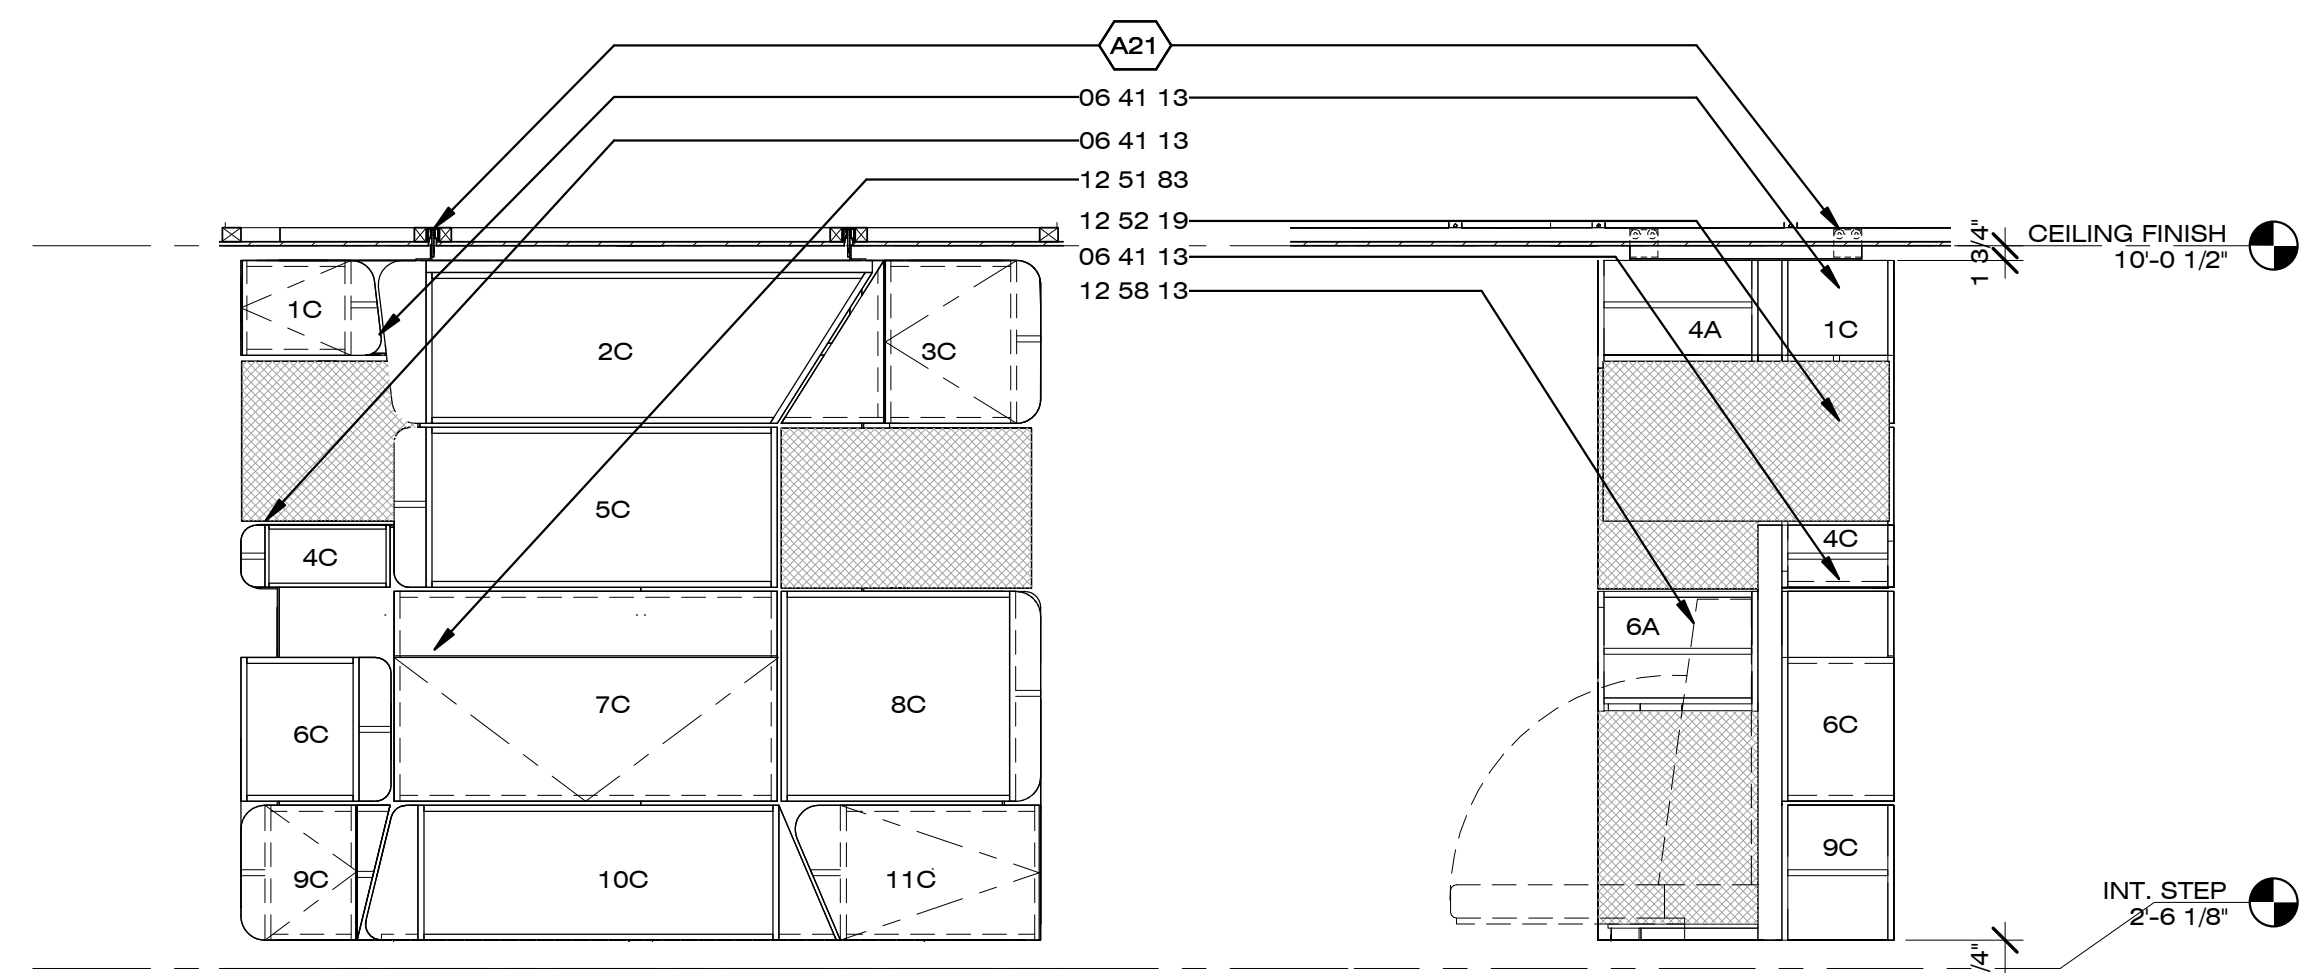 A21
06 41 13
06 41 13
12 51 83
12 52 19
06 41 13
12 58 13
CEILING FINISH
10'-0 1/2"
1 3/4"
1C
2C
3C
4A
1C
5C
4C
4C
6A
7C
8C
6C
6C
9C
10C
11C
9C
INT. STEP
2'-6 1/8"
/4"